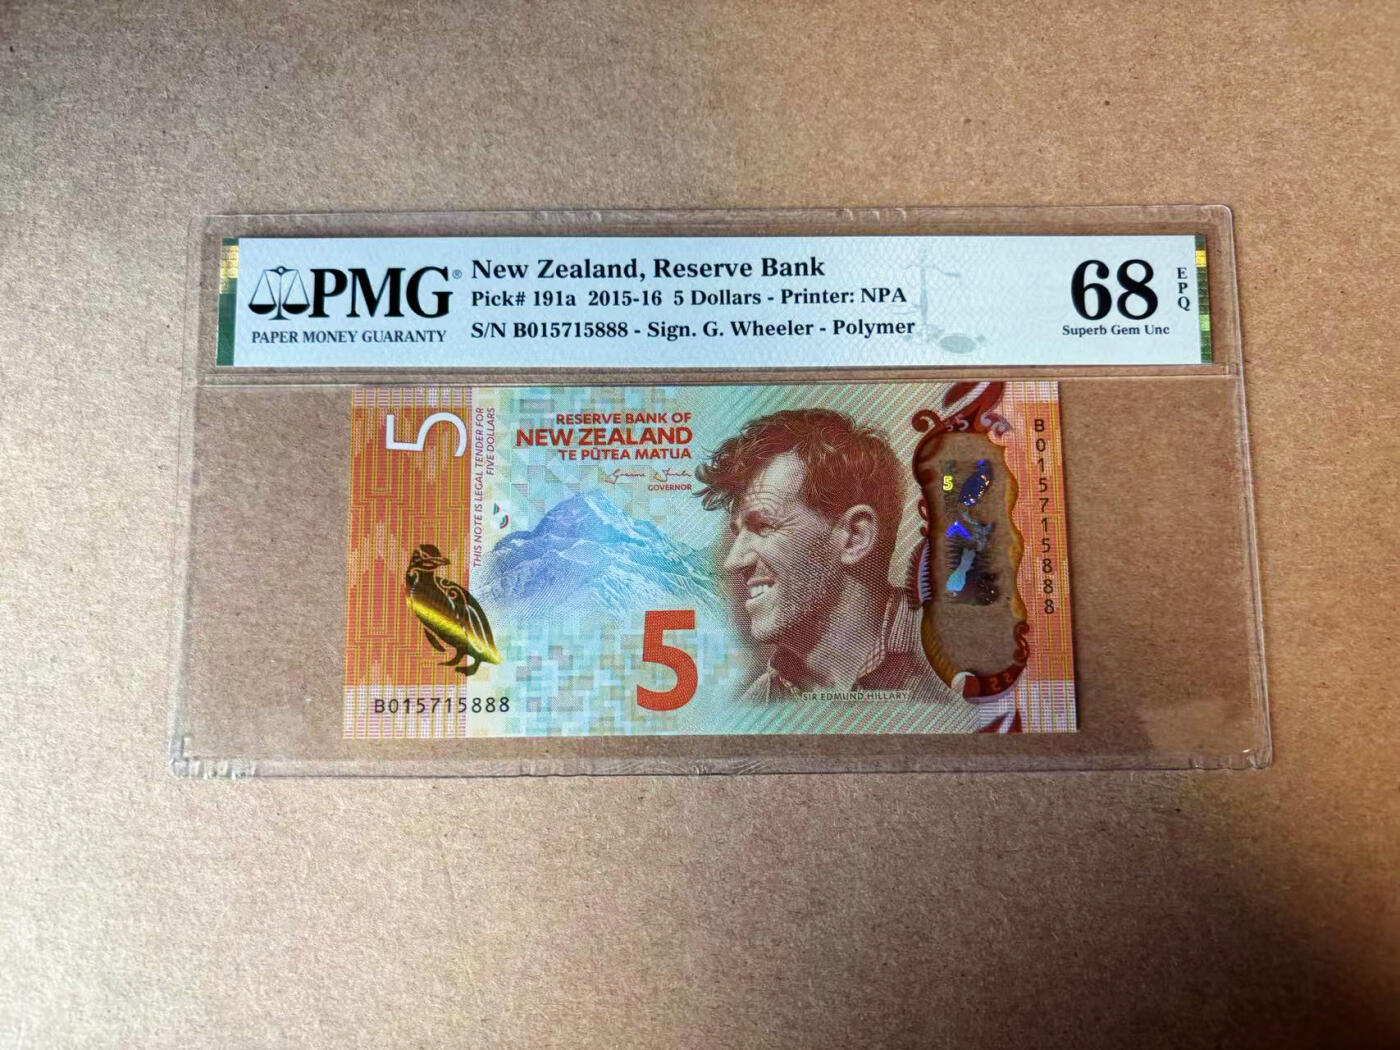 PMG®
PAPER MONEY GUARANTY
New Zealand, Reserve Bank
Pick# 191a 2015-16 5 Dollars - Printer: NPA
S/N B015715888 - Sign. G. Wheeler - Polymer
68
EPQ
Superb Gem Unc
5
THIS NOTE IS LEGAL TENDER FOR
FIVE DOLLARS
RESERVE BANK OF
NEW ZEALAND
TE PŪTEA MATUA
GOVERNOR
5
5
B015715888
SIR EDMUND HILLARY
B015715888